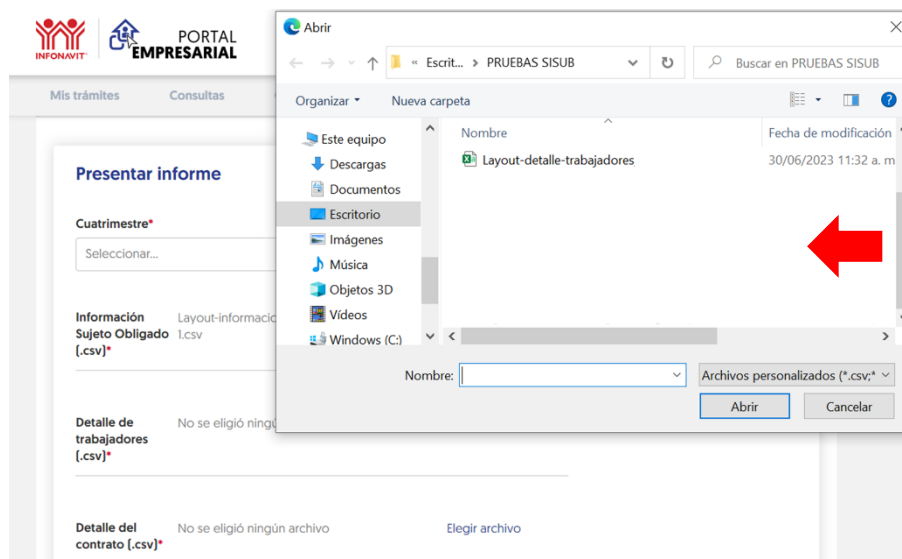 INFONAVIT
PORTAL
EMPRESARIAL
Mis trámites Consultas
Presentar informe
Cuatrimestre*
Seleccionar...
Información
Sujeto Obligado
(.csv)*
Layout-informacio
1.csv
Detalle de
trabajadores
(.csv)*
No se eligió ningú
Detalle del
contrato (.csv)*
No se eligió ningún archivo
Elegir archivo
Abrir
« Escrit... > PRUEBAS SISUB
Buscar en PRUEBAS SISUB
Organizar
Nueva carpeta
Este equipo
Descargas
Documentos
Escritorio
Imágenes
Música
Objetos 3D
Vídeos
Windows (C:)
Nombre
Fecha de modificación
Layout-detalle-trabajadores
30/06/2023 11:32 a. m
Nombre:
Archivos personalizados (*.csv;*
Abrir
Cancelar